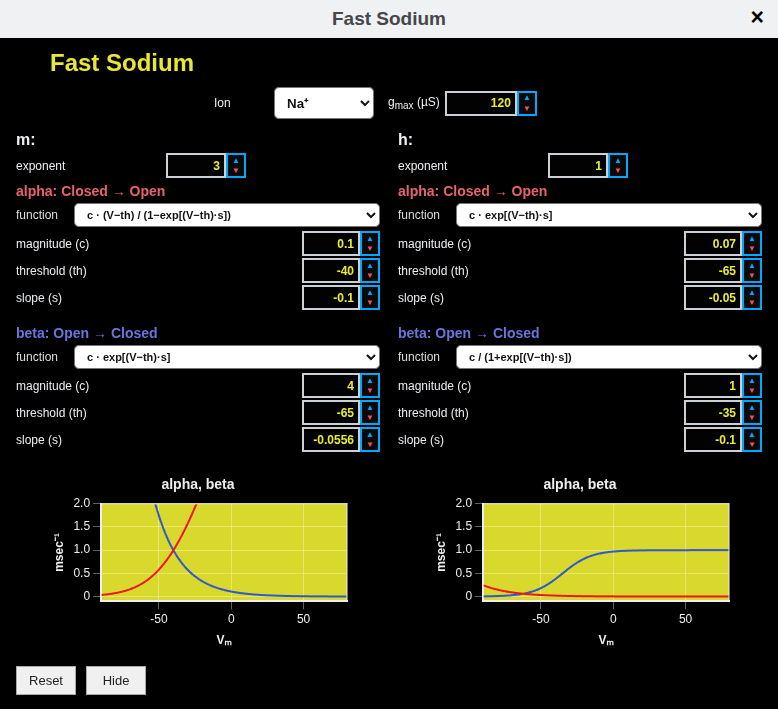 Fast Sodium
×
Fast Sodium
Ion Na⁺ gmax (µS) 120
m: h:
exponent 3 exponent 1
alpha: Closed → Open alpha: Closed → Open
function c · (V−th) / (1−exp[(V−th)·s]) function c · exp[(V−th)·s]
magnitude (c) 0.1 magnitude (c) 0.07
threshold (th) -40 threshold (th) -65
slope (s) -0.1 slope (s) -0.05
beta: Open → Closed beta: Open → Closed
function c · exp[(V−th)·s] function c / (1+exp[(V−th)·s])
magnitude (c) 4 magnitude (c) 1
threshold (th) -65 threshold (th) -35
slope (s) -0.0556 slope (s) -0.1
alpha, beta alpha, beta
2.0 2.0
1.5 1.5
1.0 1.0
msec⁻¹ msec⁻¹
0.5 0.5
0 0
-50 0 50 -50 0 50
Vm Vm
Reset Hide